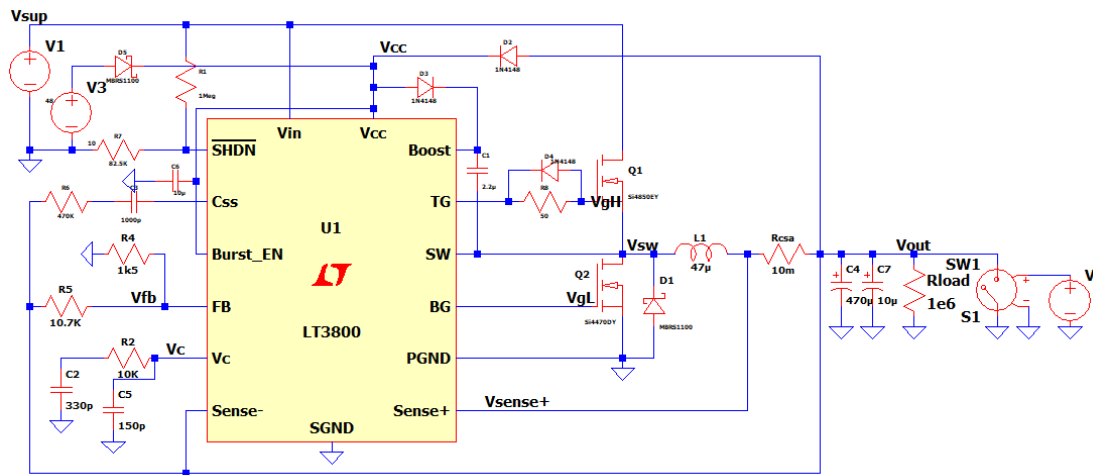 Vsup
V1
D5
MBRS1100
V3
48
10
R1
1Meg
R7
82.5K
VCC
D2
1N4148
D3
1N4148
Vin
VCC
SHDN
Boost
C1
2.2µ
C6
10µ
D4
1N4148
Q1
Si4850EY
R6
470K
C3
1000p
Css
TG
R8
50
VgH
U1
R4
1k5
Burst_EN
SW
Vsw
L1
47µ
Rcsa
10m
Vout
SW1
V
R5
10.7K
Vfb
FB
BG
VgL
Q2
Si4470DY
D1
MBRS1100
C4
470µ
C7
10µ
Rload
1e6
S1
LT3800
R2
10K
Vc
Vc
PGND
C2
330p
C5
150p
Sense-
Sense+
Vsense+
SGND